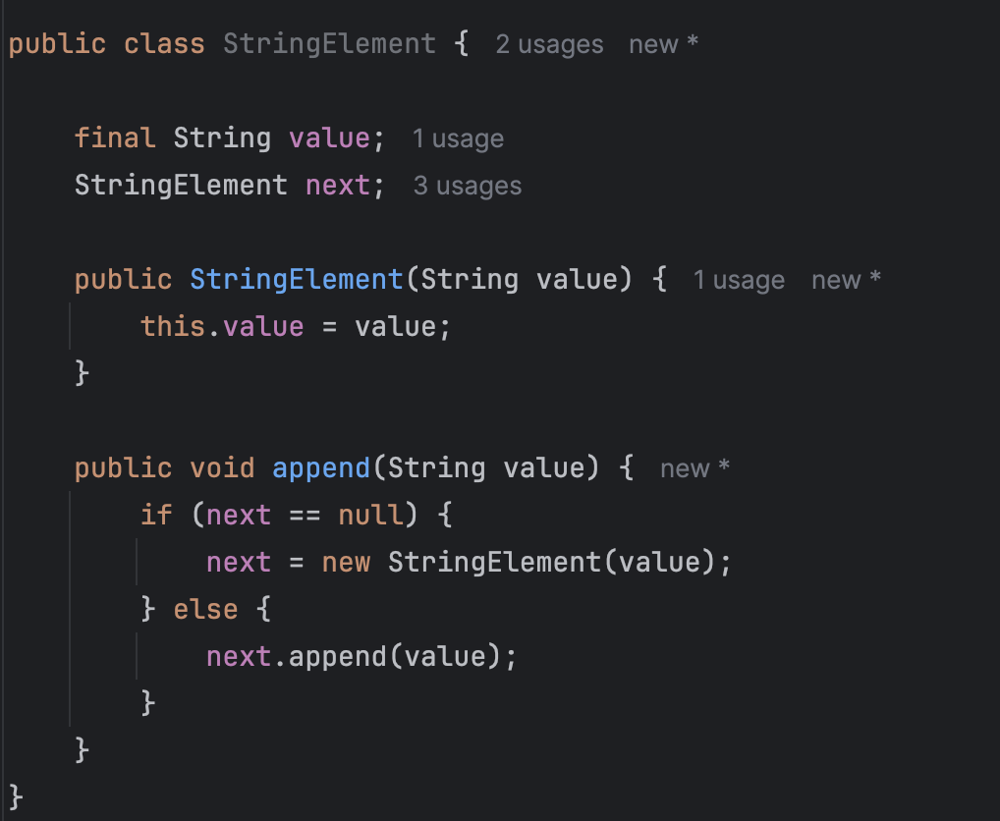 public class StringElement { 2 usages new *
final String value; 1 usage
StringElement next; 3 usages
public StringElement(String value) { 1 usage new *
this.value = value;
}
public void append(String value) { new *
if (next == null) {
next = new StringElement(value);
} else {
next.append(value);
}
}
}